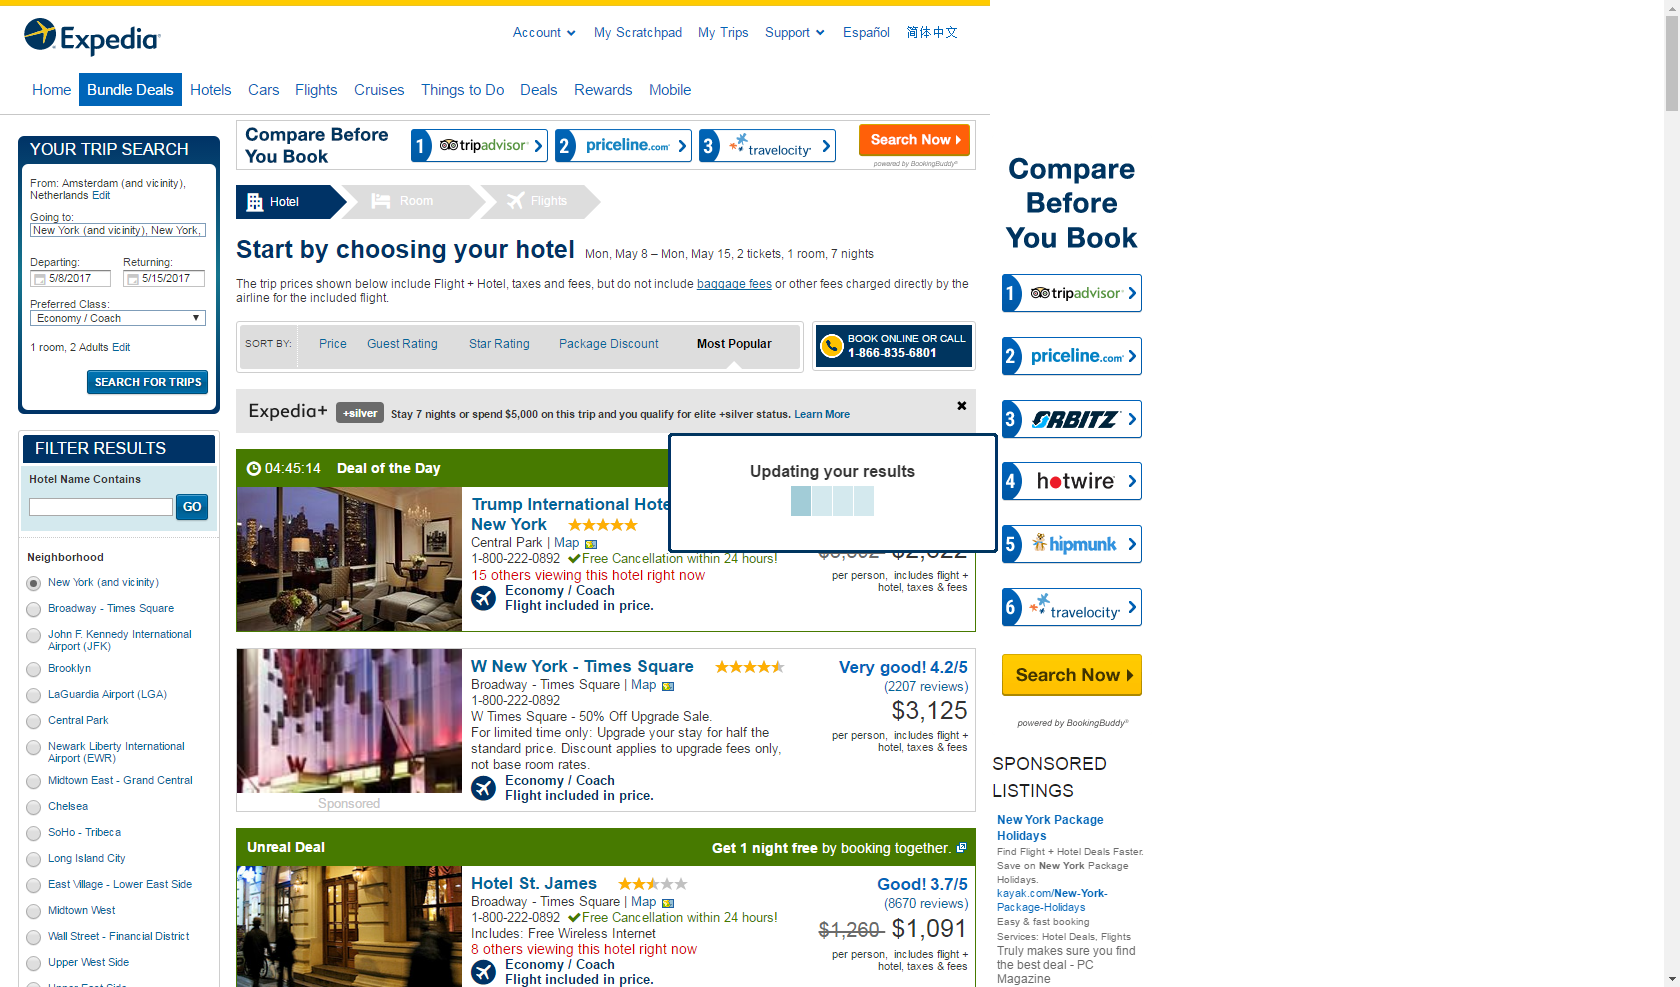 Expedia
Account
My Scratchpad
My Trips
Support
Español
简体中文
Home
Bundle Deals
Hotels
Cars
Flights
Cruises
Things to Do
Deals
Rewards
Mobile
YOUR TRIP SEARCH
From: Amsterdam (and vicinity),
Netherlands Edit
Going to:
New York (and vicinity), New York,
Departing:
Returning:
5/8/2017
5/15/2017
Preferred Class:
Economy / Coach
1 room, 2 Adults Edit
SEARCH FOR TRIPS
FILTER RESULTS
Hotel Name Contains
GO
Neighborhood
New York (and vicinity)
Broadway - Times Square
John F. Kennedy International
Airport (JFK)
Brooklyn
LaGuardia Airport (LGA)
Central Park
Newark Liberty International
Airport (EWR)
Midtown East - Grand Central
Chelsea
SoHo - Tribeca
Long Island City
East Village - Lower East Side
Midtown West
Wall Street - Financial District
Upper West Side
Upper East Side
Compare Before
You Book
1 tripadvisor
2 priceline.com
3 travelocity
Search Now
powered by BookingBuddy
Hotel
Room
Flights
Start by choosing your hotel
Mon, May 8 – Mon, May 15, 2 tickets, 1 room, 7 nights
The trip prices shown below include Flight + Hotel, taxes and fees, but do not include baggage fees or other fees charged directly by the
airline for the included flight.
SORT BY:
Price
Guest Rating
Star Rating
Package Discount
Most Popular
BOOK ONLINE OR CALL
1-866-835-6801
Expedia+
+silver
Stay 7 nights or spend $5,000 on this trip and you qualify for elite +silver status. Learn More
Updating your results
04:45:14
Deal of the Day
Trump International Hote
New York
Central Park | Map
1-800-222-0892
Free Cancellation within 24 hours!
15 others viewing this hotel right now
Economy / Coach
Flight included in price.
per person, includes flight +
hotel, taxes & fees
W New York - Times Square
Broadway - Times Square | Map
1-800-222-0892
W Times Square - 50% Off Upgrade Sale.
For limited time only: Upgrade your stay for half the
standard price. Discount applies to upgrade fees only,
not base room rates.
Economy / Coach
Flight included in price.
Sponsored
Very good! 4.2/5
(2207 reviews)
$3,125
per person, includes flight +
hotel, taxes & fees
Unreal Deal
Get 1 night free by booking together.
Hotel St. James
Broadway - Times Square | Map
1-800-222-0892
Free Cancellation within 24 hours!
Includes: Free Wireless Internet
8 others viewing this hotel right now
Economy / Coach
Flight included in price.
Good! 3.7/5
(8670 reviews)
$1,260 $1,091
per person, includes flight +
hotel, taxes & fees
Compare
Before
You Book
1 tripadvisor
2 priceline.com
3 ORBITZ
4 hotwire
5 hipmunk
6 travelocity
Search Now
powered by BookingBuddy
SPONSORED
LISTINGS
New York Package
Holidays
Find Flight + Hotel Deals Faster.
Save on New York Package
Holidays.
kayak.com/New-York-
Package-Holidays
Easy & fast booking
Services: Hotel Deals, Flights
Truly makes sure you find
the best deal - PC
Magazine